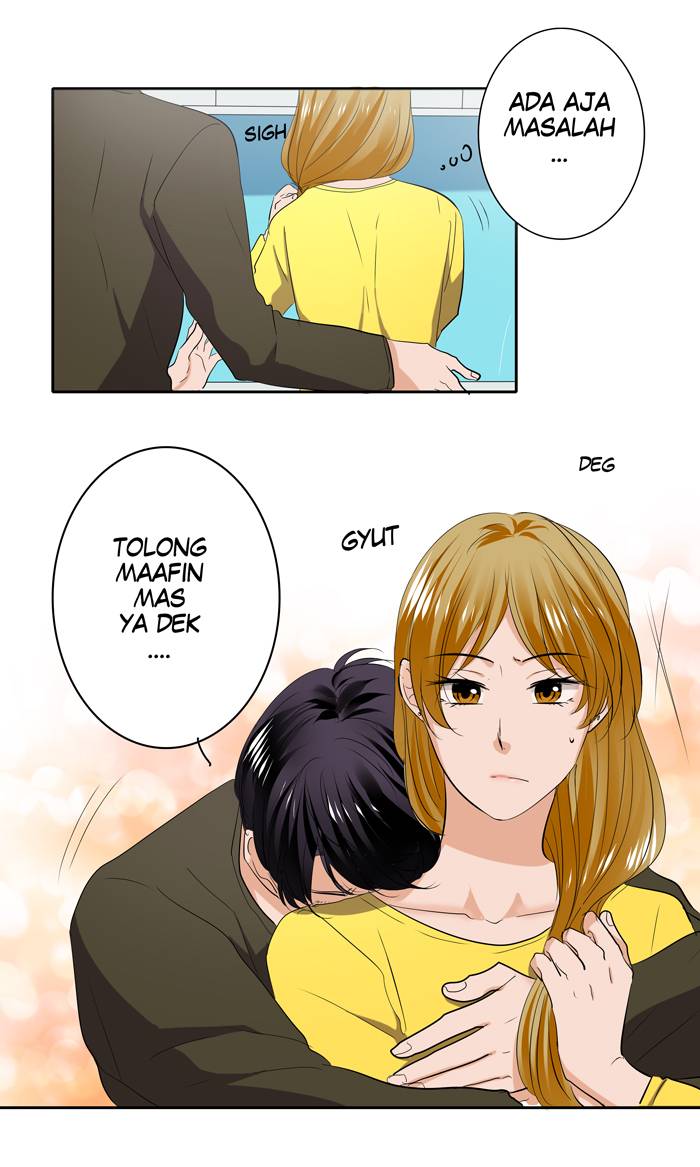 SIGH
ADA AJA
MASALAH
...
DEG
GYUT
TOLONG
MAAFIN
MAS
YA DEK
....